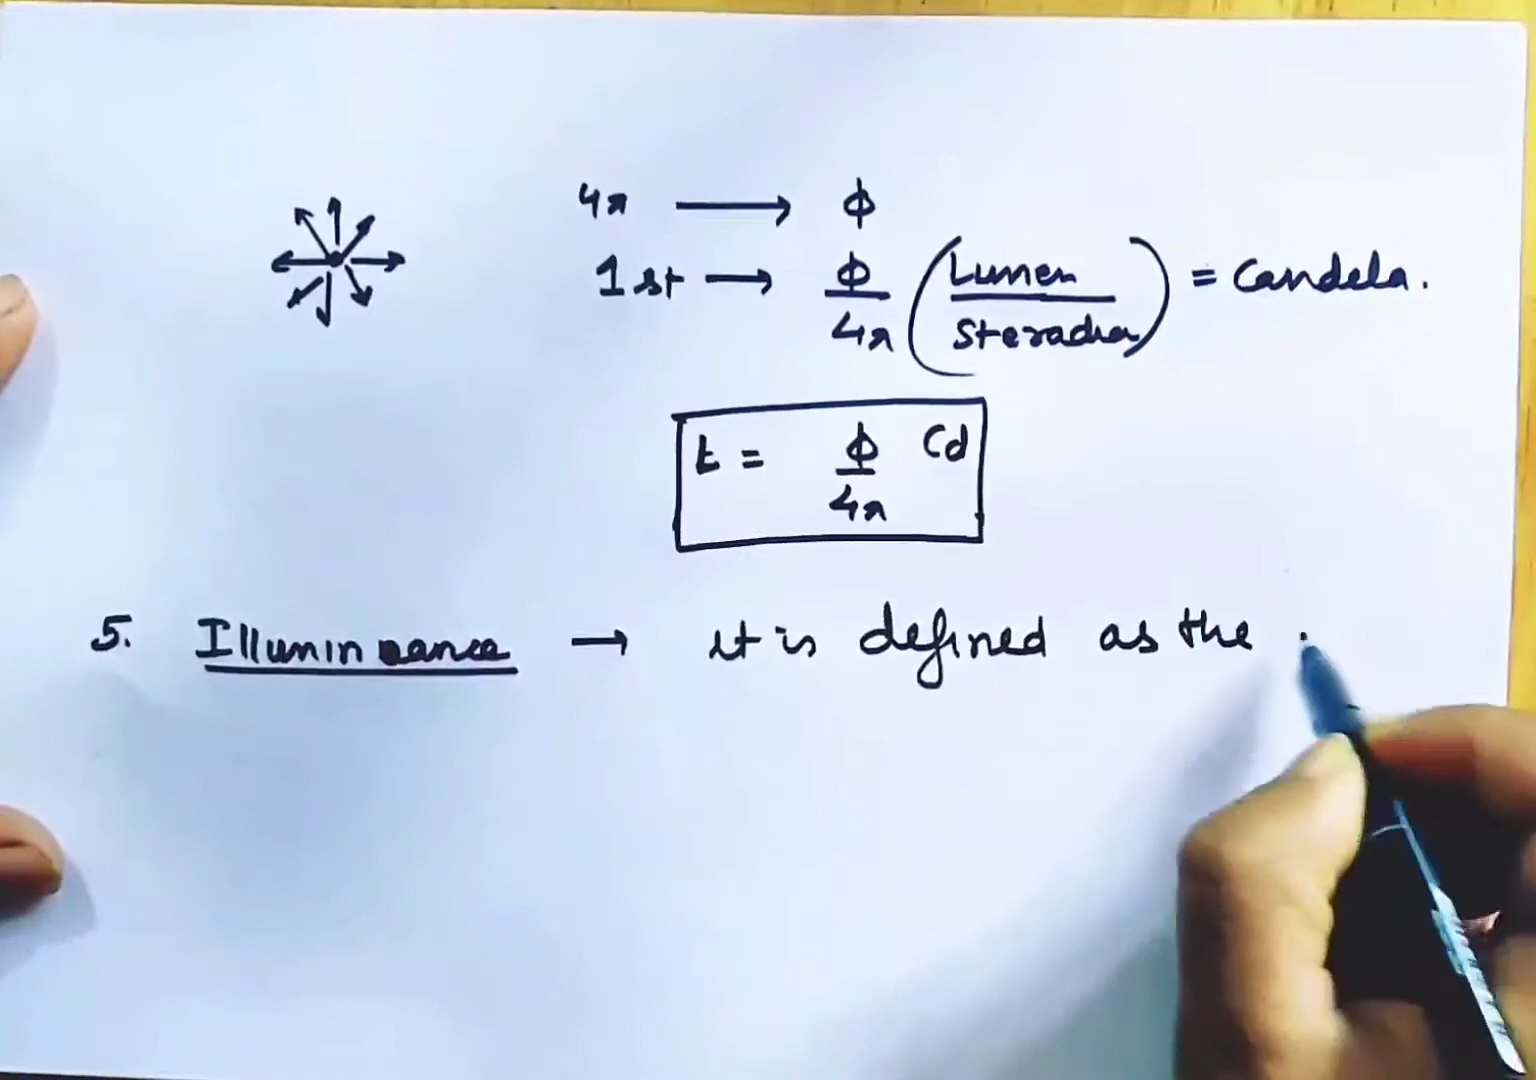 4π → ϕ
1 st → ϕ/4π (Lumen/Steradian) = Candela.
I = ϕ/4π Cd
5. Illuminance → it is defined as the